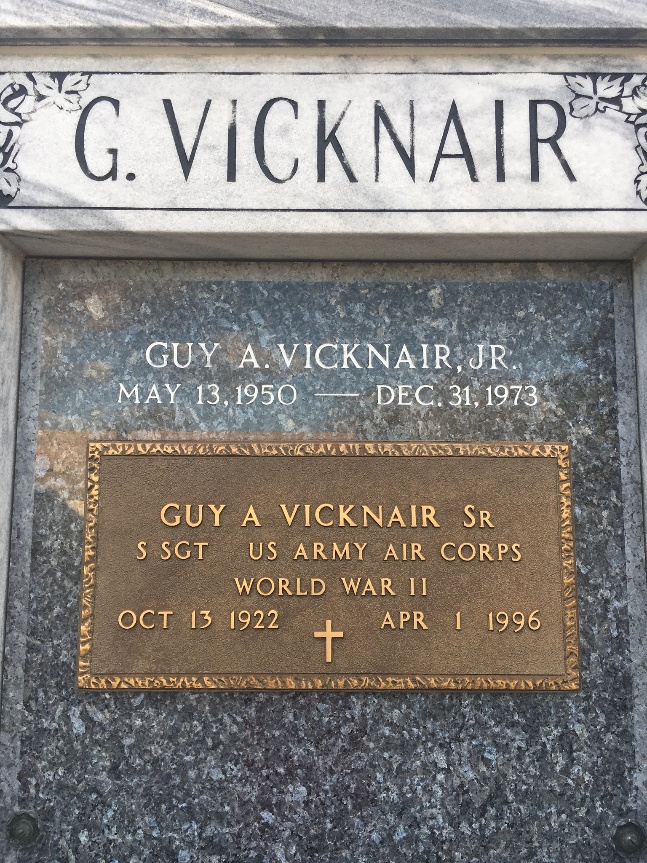 G. VICKNAIR
GUY A. VICKNAIR, JR.
MAY 13, 1950 — DEC. 31, 1973
GUY A VICKNAIR SR
S SGT US ARMY AIR CORPS
WORLD WAR II
OCT 13 1922 APR 1 1996